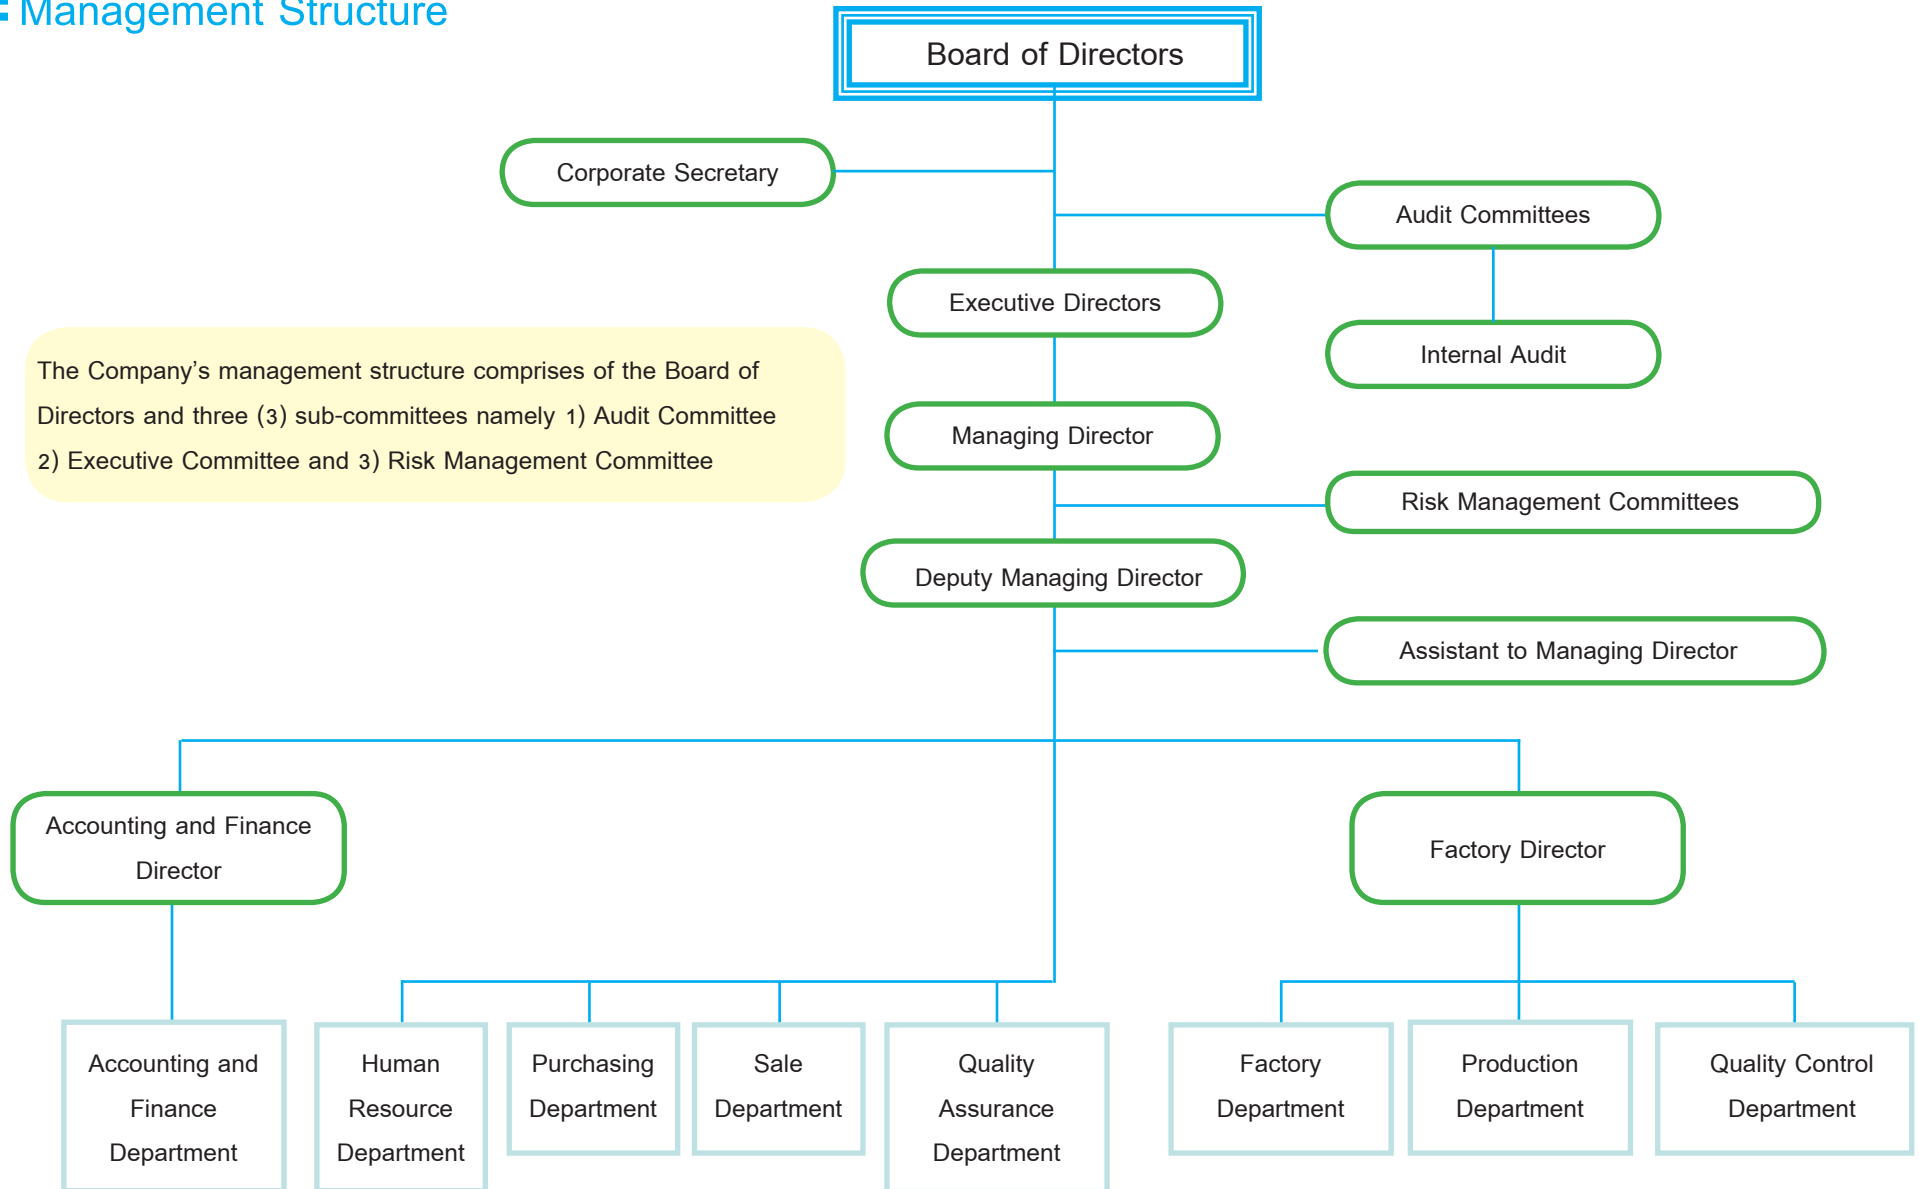 Management Structure
Board of Directors
Corporate Secretary
Audit Committees
Executive Directors
Internal Audit
The Company’s management structure comprises of the Board of
Directors and three (3) sub-committees namely 1) Audit Committee
2) Executive Committee and 3) Risk Management Committee
Managing Director
Risk Management Committees
Deputy Managing Director
Assistant to Managing Director
Accounting and Finance
Director
Factory Director
Accounting and
Finance
Department
Human
Resource
Department
Purchasing
Department
Sale
Department
Quality
Assurance
Department
Factory
Department
Production
Department
Quality Control
Department